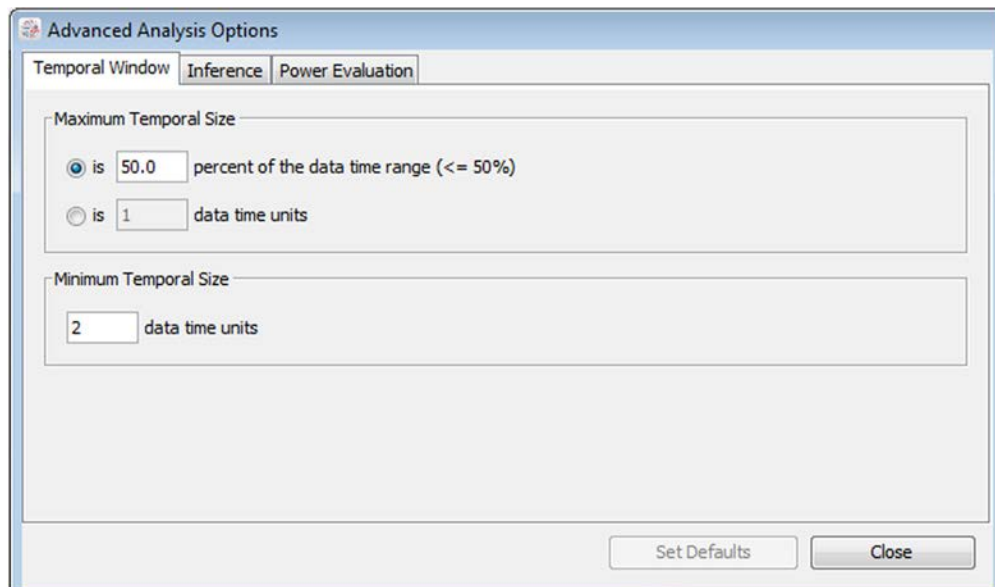 Advanced Analysis Options
Temporal Window Inference Power Evaluation
Maximum Temporal Size
is 50.0 percent of the data time range (<= 50%)
is 1 data time units
Minimum Temporal Size
2 data time units
Set Defaults Close